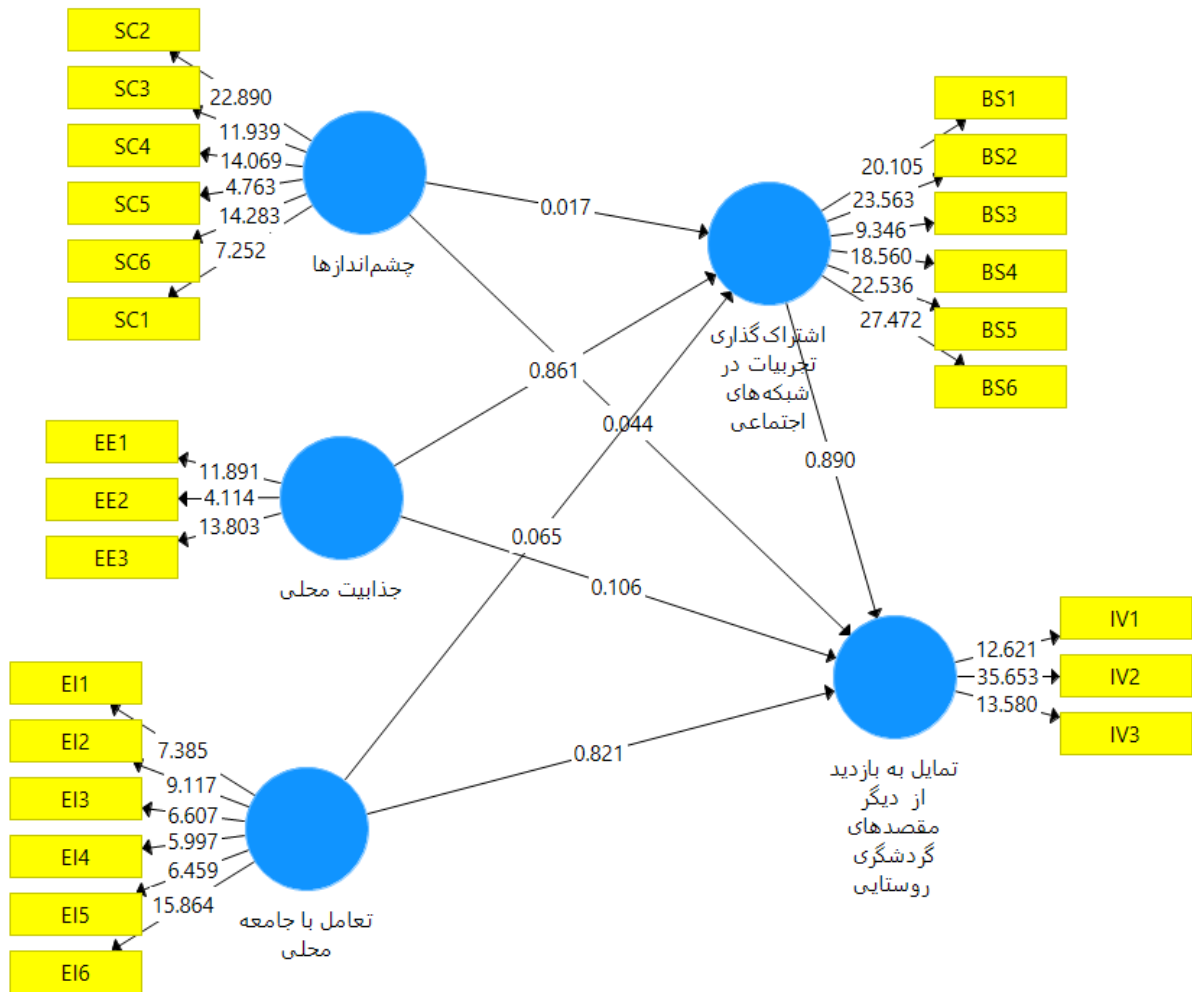 SC2
SC3
SC4
SC5
SC6
SC1
22.890
11.939
14.069
4.763
14.283
7.252
چشم‌اندازها
EE1
EE2
EE3
11.891
4.114
13.803
جذابیت محلی
EI1
EI2
EI3
EI4
EI5
EI6
7.385
9.117
6.607
5.997
6.459
15.864
تعامل با جامعه
محلی
0.017
0.861
0.044
0.065
0.106
0.821
0.890
BS1
BS2
BS3
BS4
BS5
BS6
20.105
23.563
9.346
18.560
22.536
27.472
اشتراک‌گذاری
تجربیات در
شبکه‌های
اجتماعی
IV1
IV2
IV3
12.621
35.653
13.580
تمایل به بازدید
از دیگر
مقصدهای
گردشگری
روستایی